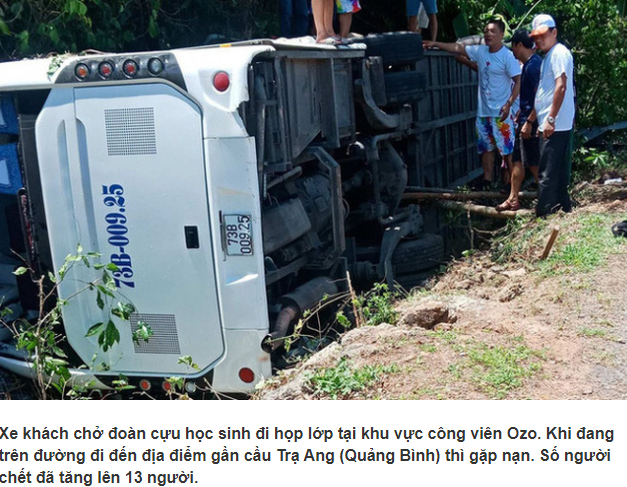 73B-009.25
73B
009.25
Xe khách chở đoàn cựu học sinh đi họp lớp tại khu vực công viên Ozo. Khi đang
trên đường đi đến địa điểm gần cầu Trạ Ang (Quảng Bình) thì gặp nạn. Số người
chết đã tăng lên 13 người.